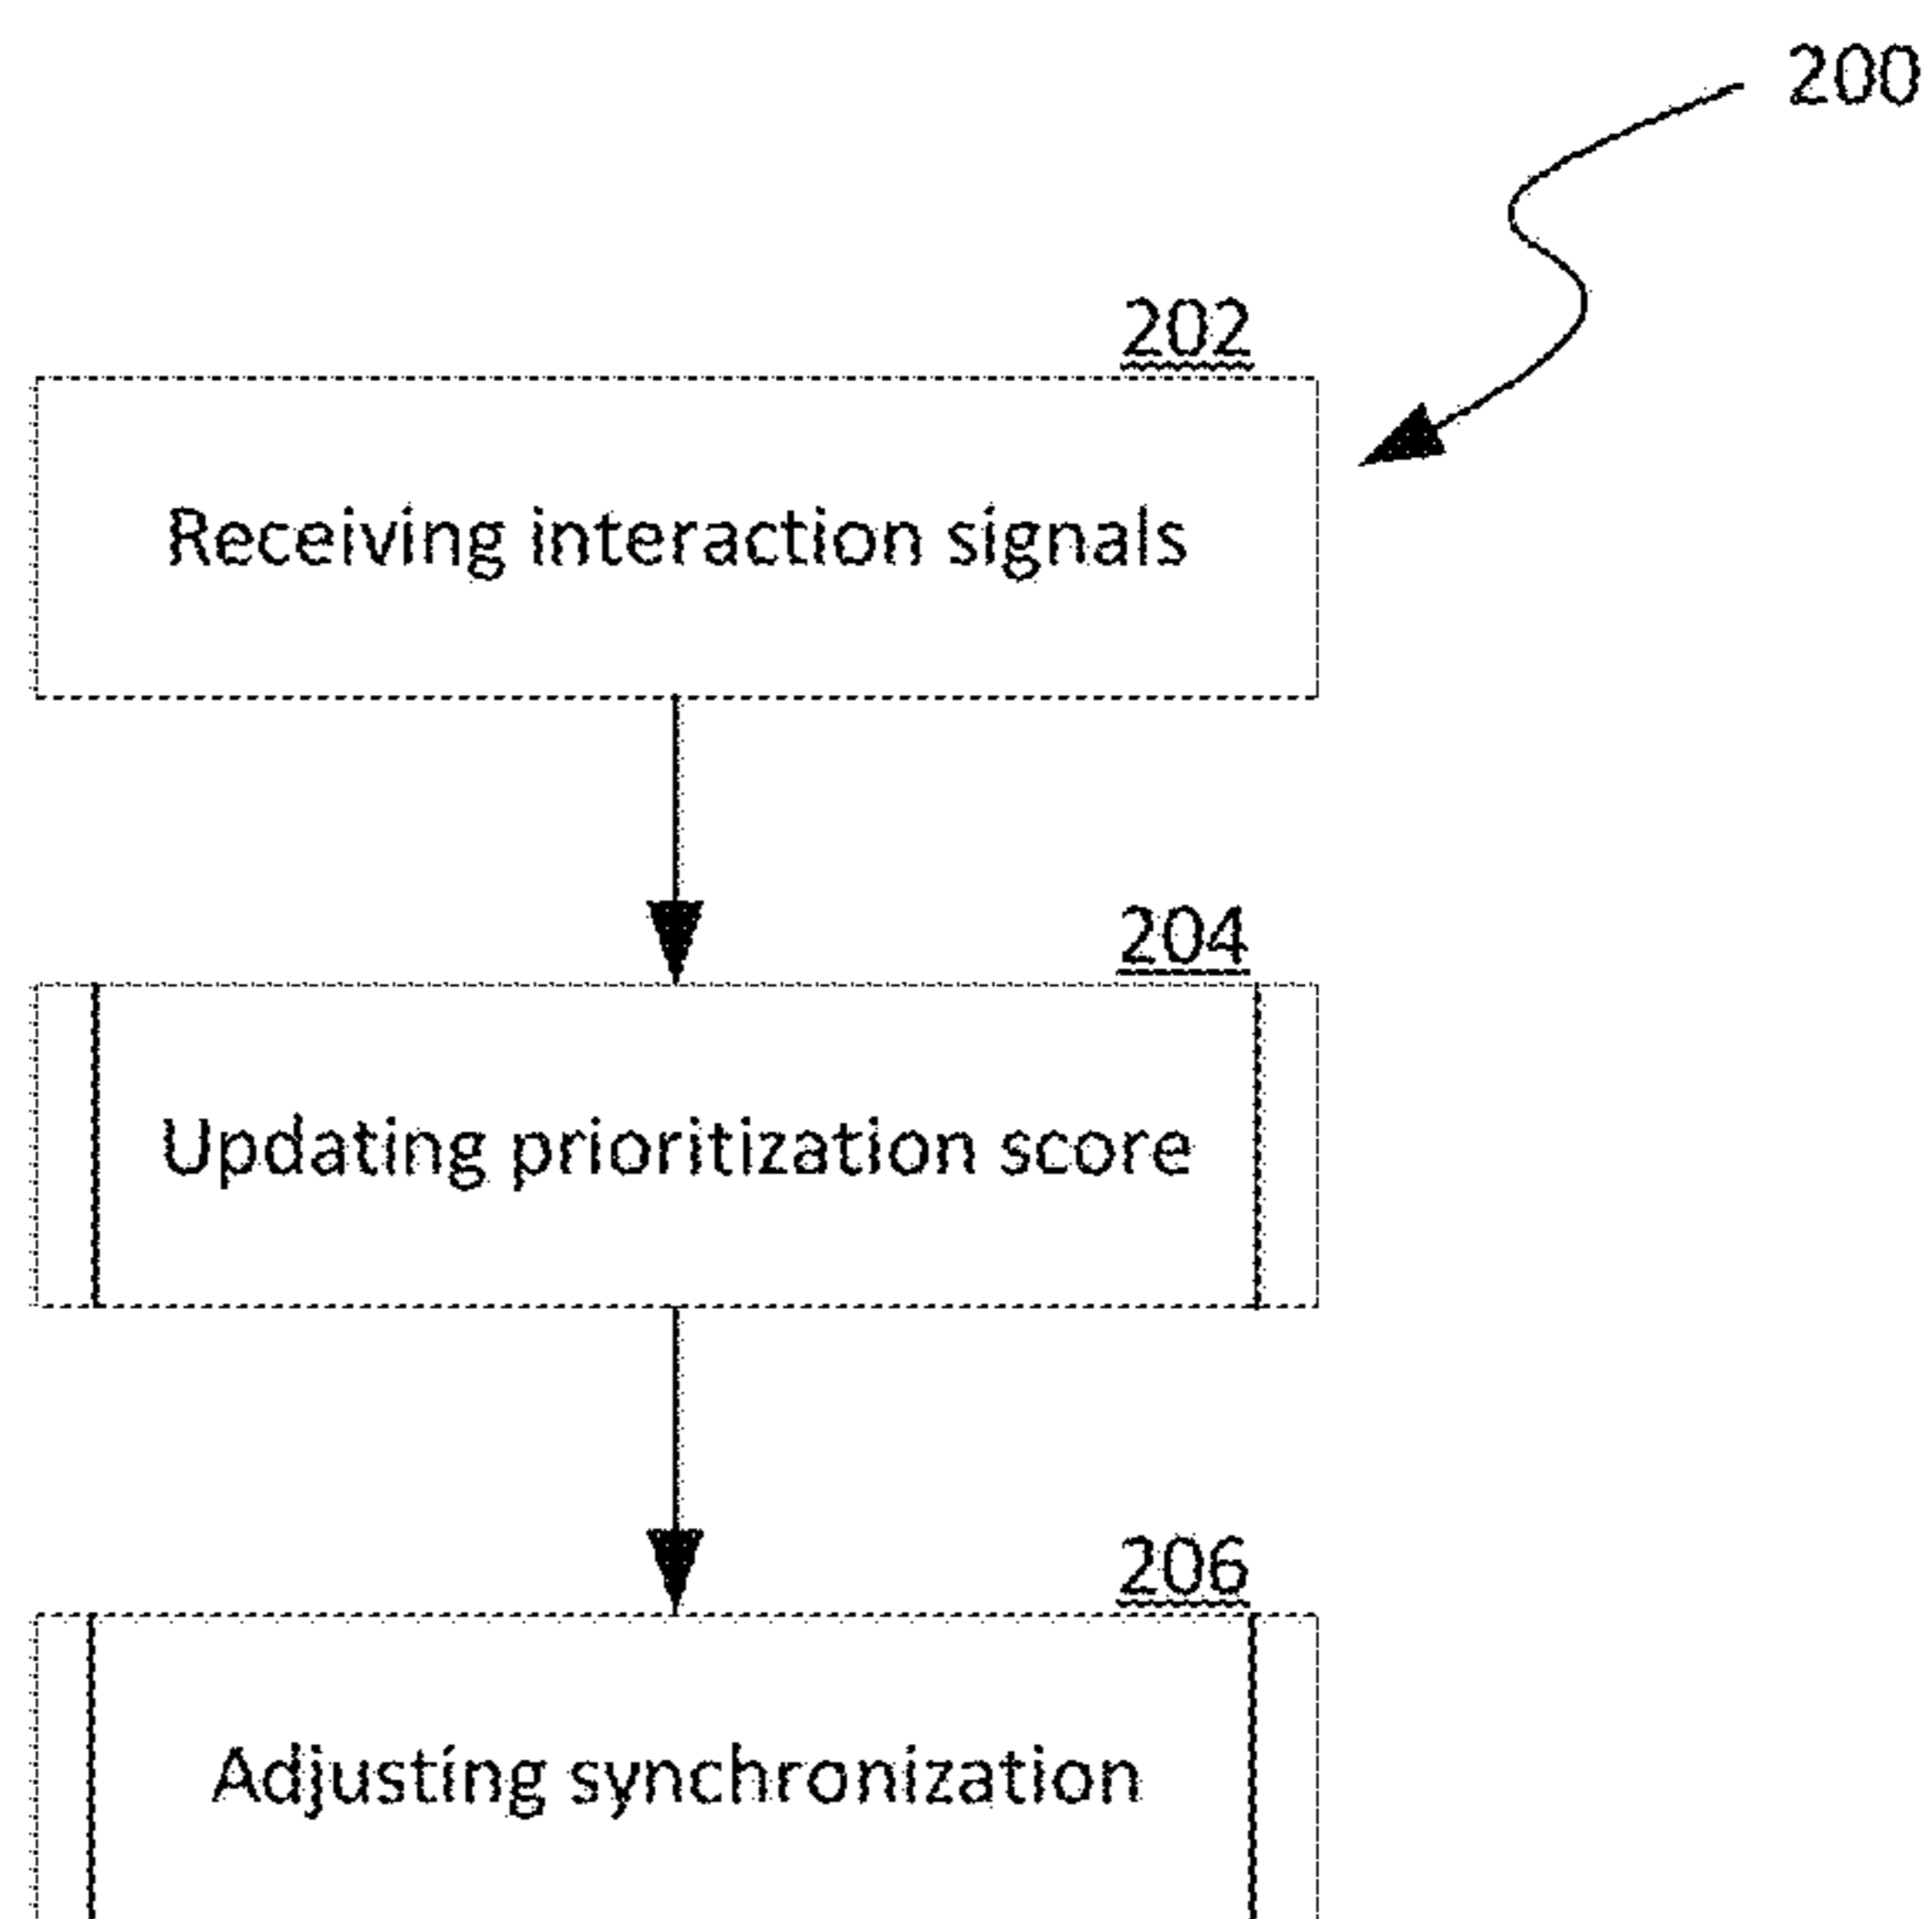 200
202
Receiving interaction signals
204
Updating prioritization score
206
Adjusting synchronization